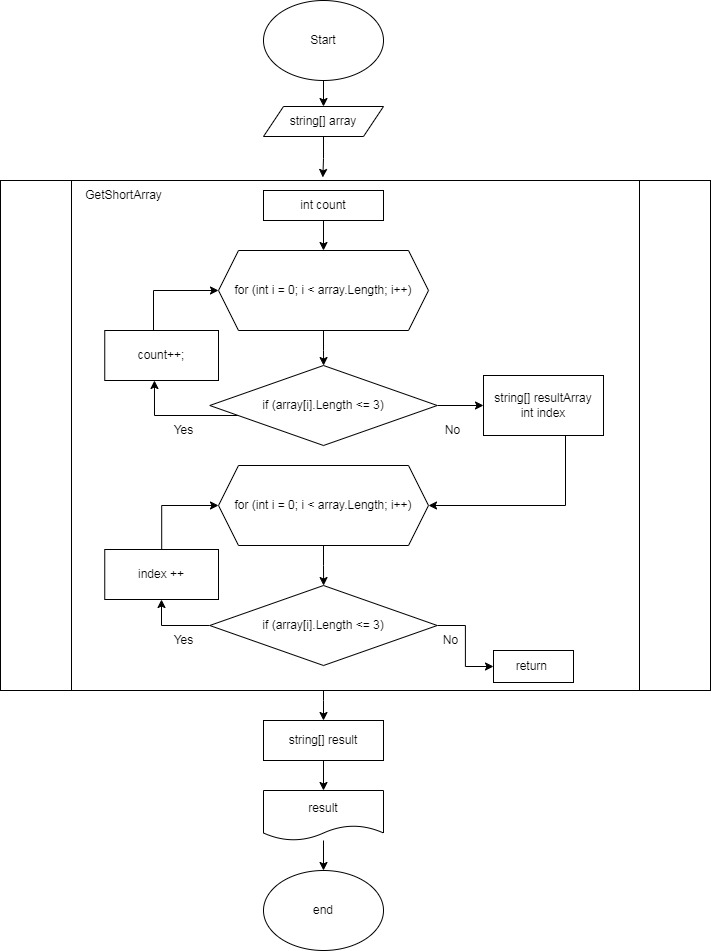 Start
string[] array
GetShortArray
int count
for (int i = 0; i < array.Length; i++)
count++;
if (array[i].Length <= 3)
Yes
No
string[] resultArray
int index
for (int i = 0; i < array.Length; i++)
index ++
if (array[i].Length <= 3)
Yes
No
return
string[] result
result
end